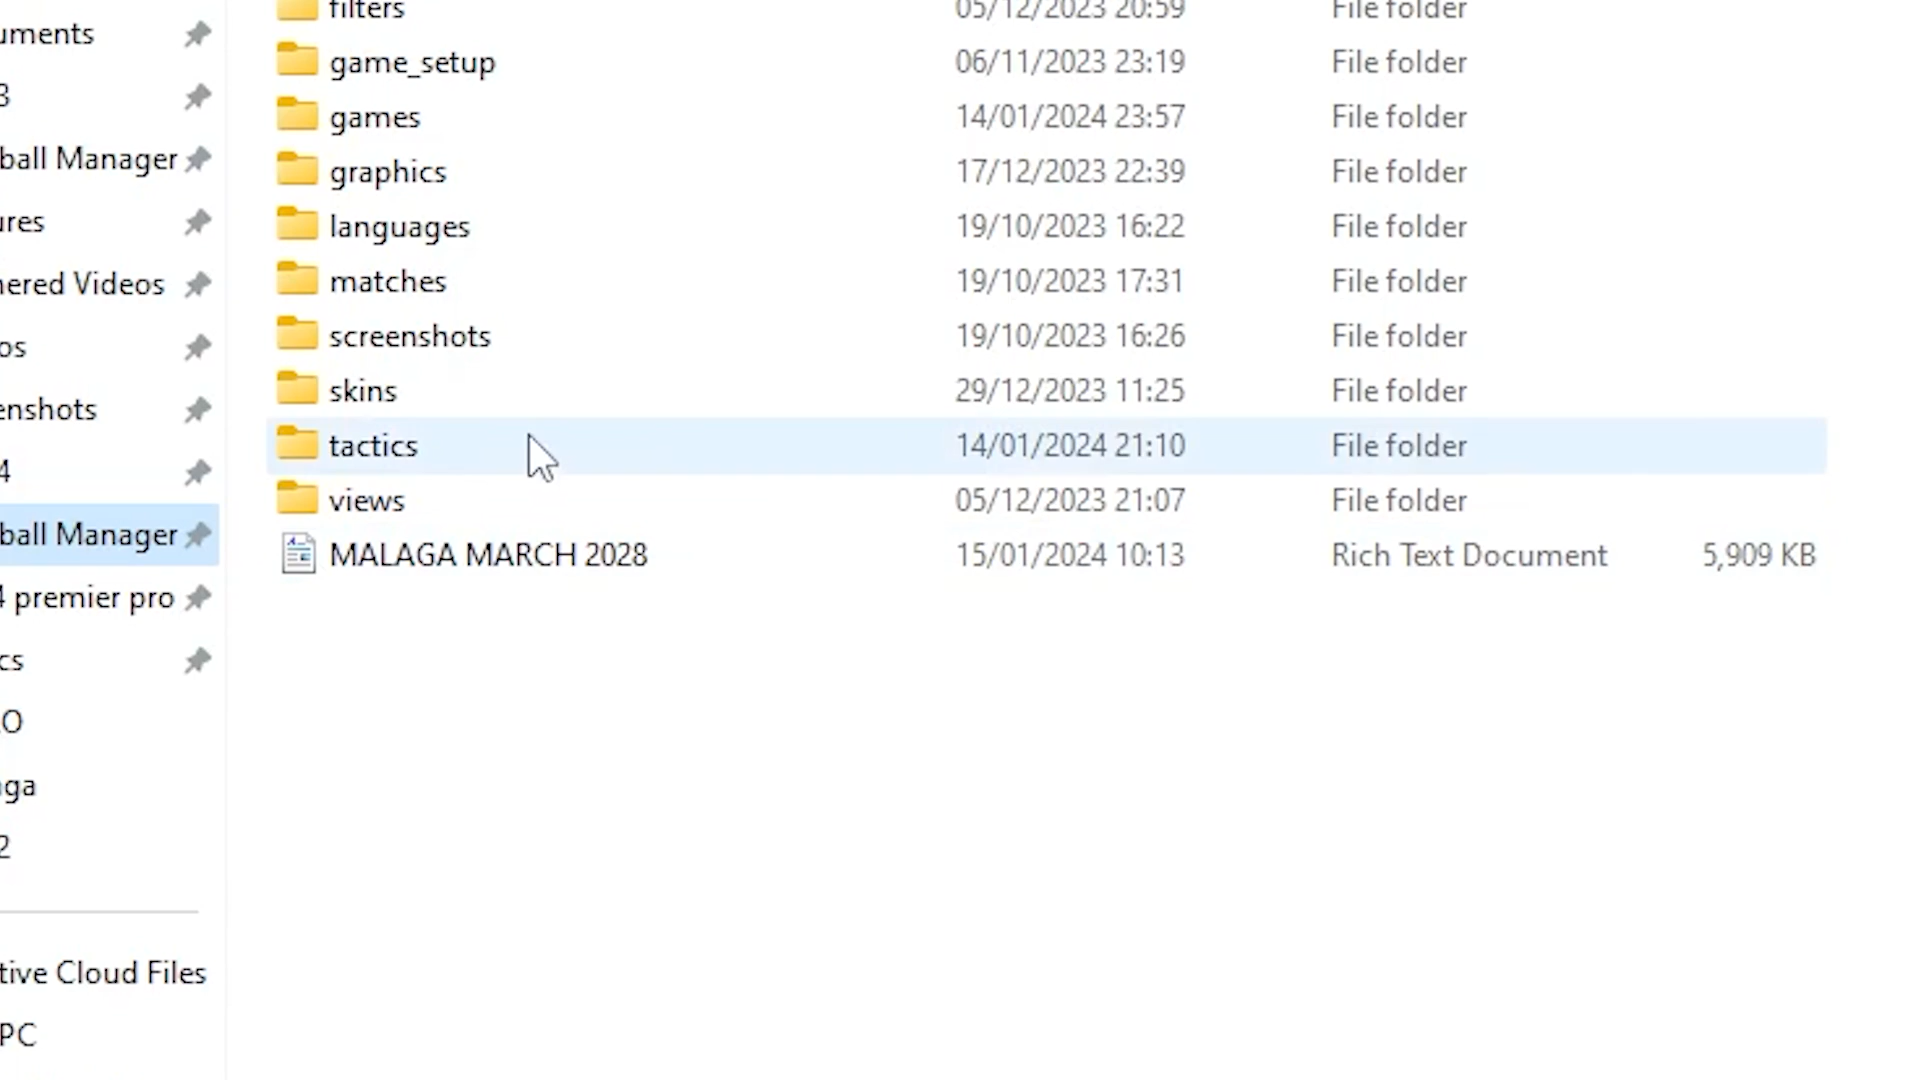 uments
3
ball Manager
ures
hered Videos
os
enshots
4
ball Manager
4 premier pro
cs
O
aga
2
tive Cloud Files
PC
filters 05/12/2023 20:59 File folder
game_setup 06/11/2023 23:19 File folder
games 14/01/2024 23:57 File folder
graphics 17/12/2023 22:39 File folder
languages 19/10/2023 16:22 File folder
matches 19/10/2023 17:31 File folder
screenshots 19/10/2023 16:26 File folder
skins 29/12/2023 11:25 File folder
tactics 14/01/2024 21:10 File folder
views 05/12/2023 21:07 File folder
MALAGA MARCH 2028 15/01/2024 10:13 Rich Text Document 5,909 KB